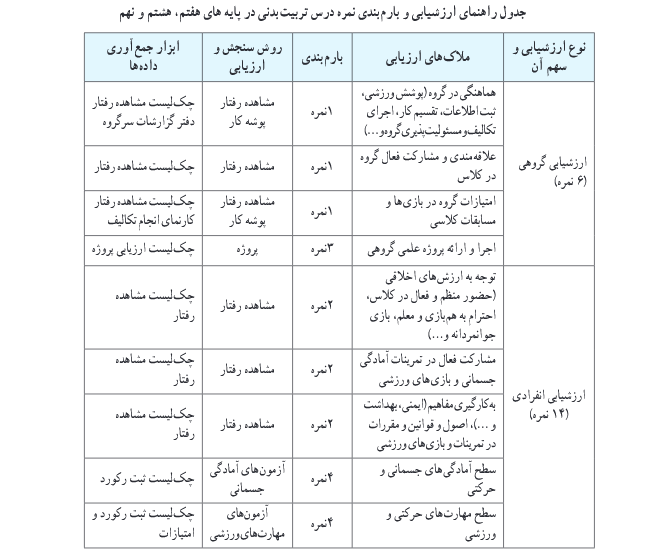 جدول راهنمای ارزشیابی و بارم‌بندی نمره درس تربیت‌بدنی در پایه های هفتم، هشتم و نهم
نوع ارزشیابی و
سهم آن
ملاک‌های ارزیابی
بارم‌بندی
روش سنجش و
ارزیابی
ابزار جمع‌آوری
داده‌ها
ارزشیابی گروهی
(۶ نمره)
هماهنگی در گروه (پوشش ورزشی،
ثبت اطلاعات، تقسیم کار، اجرای
تکالیف و مسئولیت‌پذیری گروه و...)
۱نمره
مشاهده رفتار
پوشه کار
چک‌لیست مشاهده رفتار
دفتر گزارشات سرگروه
علاقه‌مندی و مشارکت فعال گروه
در کلاس
۱نمره
مشاهده رفتار
چک‌لیست مشاهده رفتار
امتیازات گروه در بازی‌ها و
مسابقات کلاسی
۱نمره
مشاهده رفتار
پوشه کار
چک‌لیست مشاهده رفتار
کارنمای انجام تکالیف
اجرا و ارائه پروژه علمی گروهی
۳نمره
پروژه
چک‌لیست ارزیابی پروژه
ارزشیابی انفرادی
(۱۴ نمره)
توجه به ارزش‌های اخلاقی
(حضور منظم و فعال در کلاس،
احترام به هم‌بازی و معلم، بازی
جوانمردانه و...)
۲نمره
مشاهده رفتار
چک‌لیست مشاهده
رفتار
مشارکت فعال در تمرینات آمادگی
جسمانی و بازی‌های ورزشی
۲نمره
مشاهده رفتار
چک‌لیست مشاهده
رفتار
به‌کارگیری مفاهیم (ایمنی، بهداشت
و ...)، اصول و قوانین و مقررات
در تمرینات و بازی‌های ورزشی
۲نمره
مشاهده رفتار
چک‌لیست مشاهده
رفتار
سطح آمادگی‌های جسمانی و
حرکتی
۴نمره
آزمون‌های آمادگی
جسمانی
چک‌لیست ثبت رکورد
سطح مهارت‌های حرکتی و
ورزشی
۴نمره
آزمون‌های
مهارت‌های‌ورزشی
چک‌لیست ثبت رکورد و
امتیازات